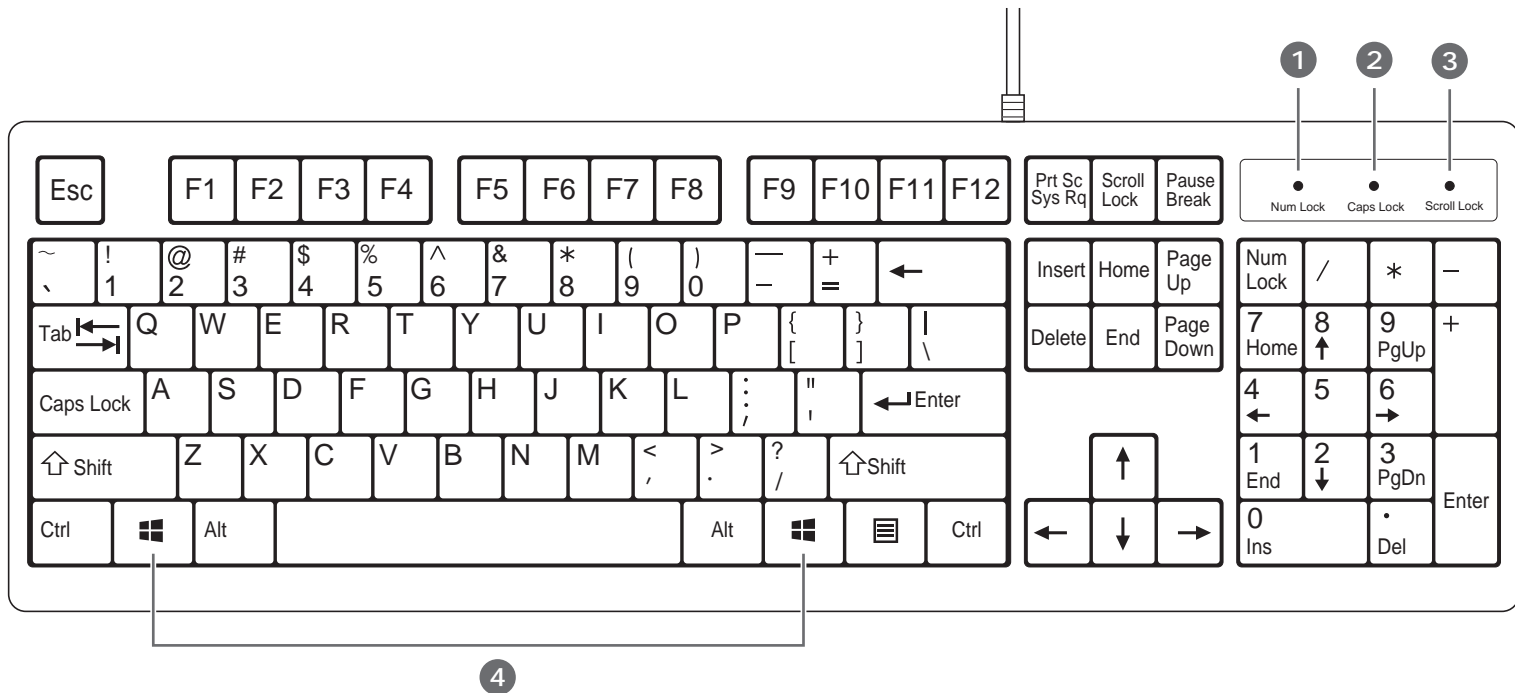 1 2 3
Esc F1 F2 F3 F4 F5 F6 F7 F8 F9 F10 F11 F12 Prt Sc Sys Rq Scroll Lock Pause Break
Num Lock Caps Lock Scroll Lock
~ ! @ # $ % ^ & * ( ) — +
` 1 2 3 4 5 6 7 8 9 0 – = ← Insert Home Page Up Num Lock / * –
Tab Q W E R T Y U I O P { [ } ] | \ Delete End Page Down 7 Home 8 ↑ 9 PgUp +
Caps Lock A S D F G H J K L : ; " ' Enter 4 ← 5 6 →
Shift Z X C V B N M < , > . ? / Shift ↑ 1 End 2 ↓ 3 PgDn Enter
Ctrl Alt Alt Ctrl ← ↓ → 0 Ins . Del
4